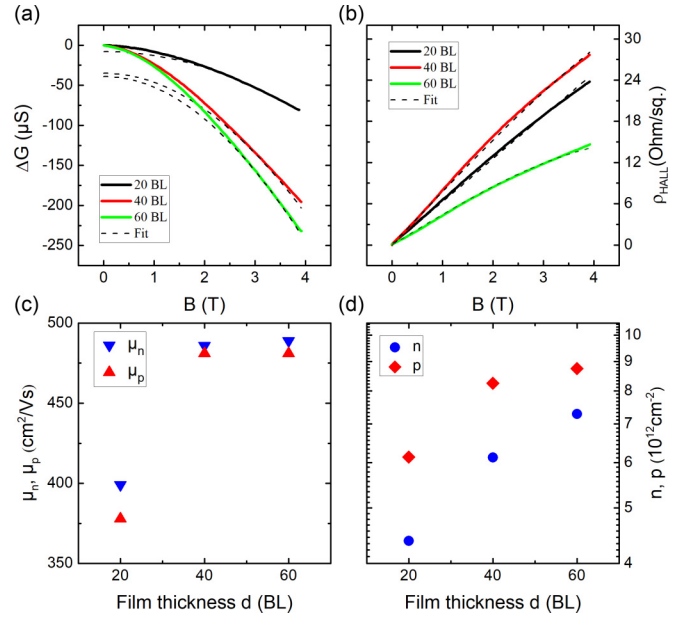 (a)
0
-50
-100
-150
-200
-250
ΔG (µS)
20 BL
40 BL
60 BL
Fit
0 1 2 3 4
B (T)
(b)
20 BL
40 BL
60 BL
Fit
30
24
18
12
6
0
ρHALL(Ohm/sq.)
0 1 2 3 4
B (T)
(c)
500
450
400
350
μn, μp (cm²/Vs)
μn
μp
20 40 60
Film thickness d (BL)
(d)
n
p
10
9
8
7
6
5
4
n, p (10¹²cm⁻²)
20 40 60
Film thickness d (BL)